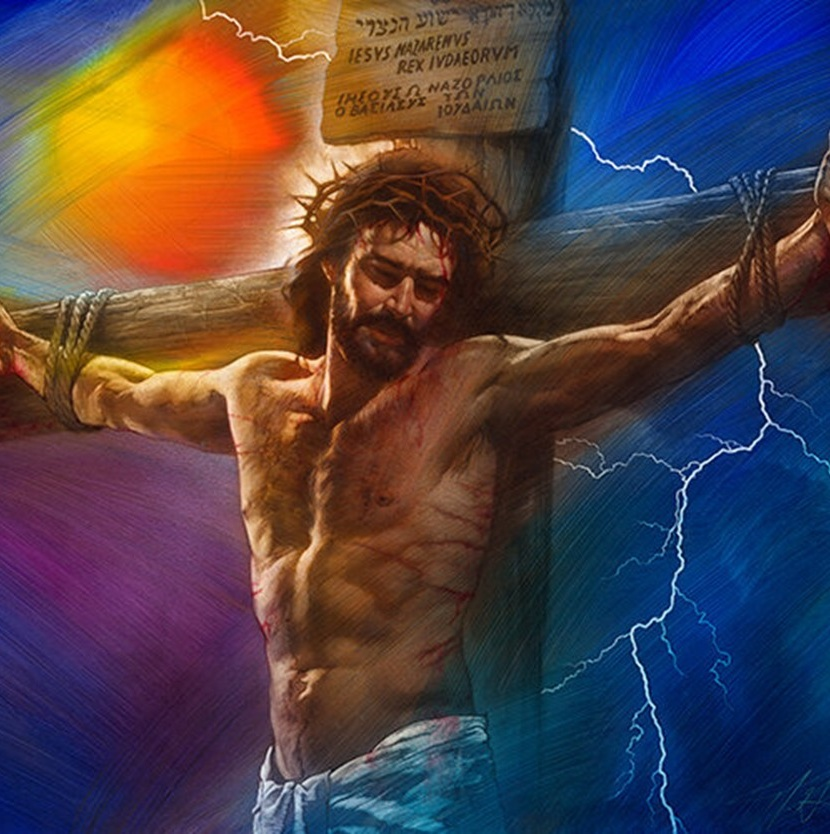 ישוע הנצרי
IESVS NAZARENVS
REX IVDAEORVM
ΙΗΣΟΥΣ Ω ΝΑΖΟΡΑΙΟΣ
Ο ΒΑΣΙΛΕΥΣ ΤΩΝ
ΙΟΥΔΑΙΩΝ